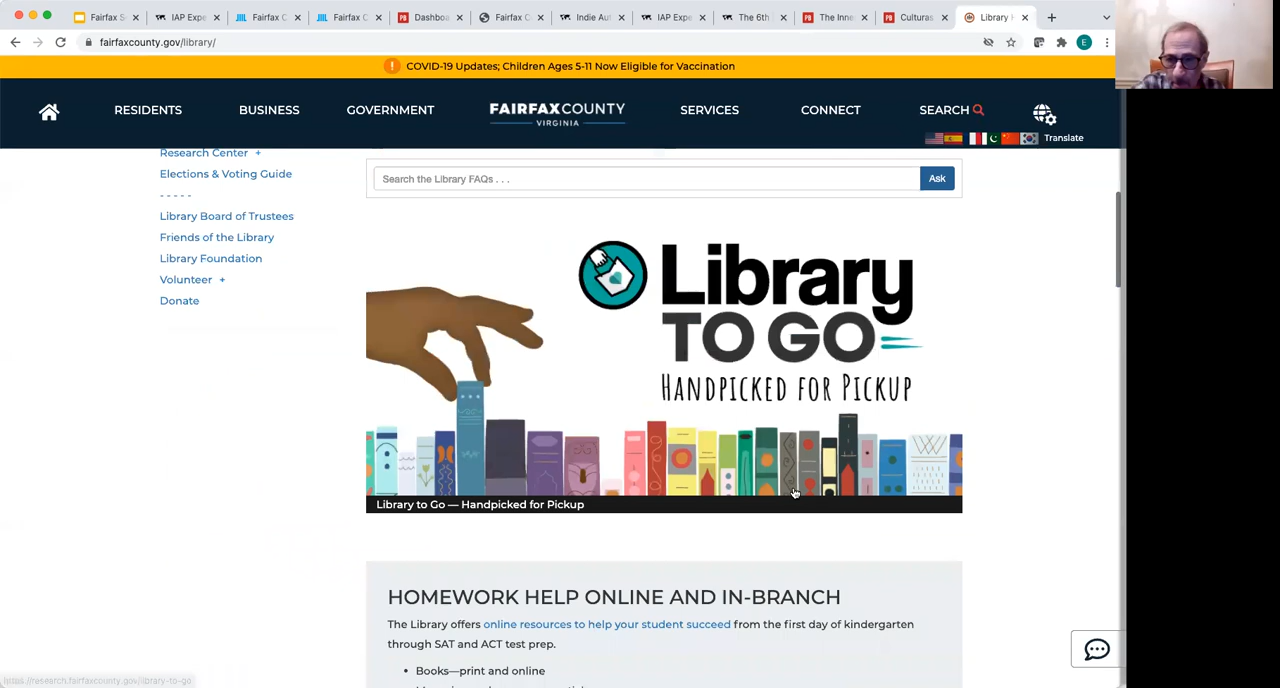 Fairfax S
IAP Expe
Fairfax C
Fairfax C
Dashboa
Fairfax C
Indie Aut
IAP Expe
The 6th
The Inne
Culturas
Library H
fairfaxcounty.gov/library/
E
COVID-19 Updates; Children Ages 5-11 Now Eligible for Vaccination
RESIDENTS BUSINESS GOVERNMENT FAIRFAXCOUNTY SERVICES CONNECT SEARCH
VIRGINIA
Translate
Research Center +
Elections & Voting Guide
- - - - -
Library Board of Trustees
Friends of the Library
Library Foundation
Volunteer +
Donate
Search the Library FAQs . . .
Ask
Library
TO GO
HANDPICKED FOR PICKUP
Library to Go — Handpicked for Pickup
HOMEWORK HELP ONLINE AND IN-BRANCH
The Library offers online resources to help your student succeed from the first day of kindergarten
through SAT and ACT test prep.
• Books—print and online
https://research.fairfaxcounty.gov/library-to-go